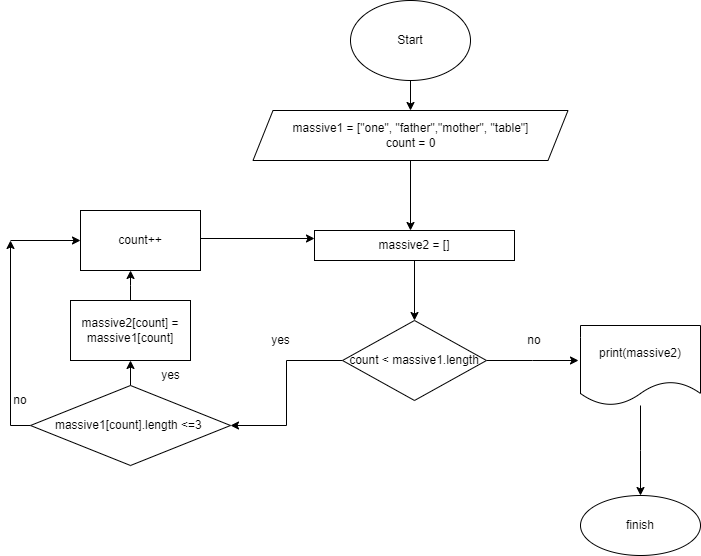 Start
massive1 = ["one", "father","mother", "table"]
count = 0
count++
massive2 = []
massive2[count] =
massive1[count]
yes
count < massive1.length
no
print(massive2)
yes
no
massive1[count].length <=3
finish